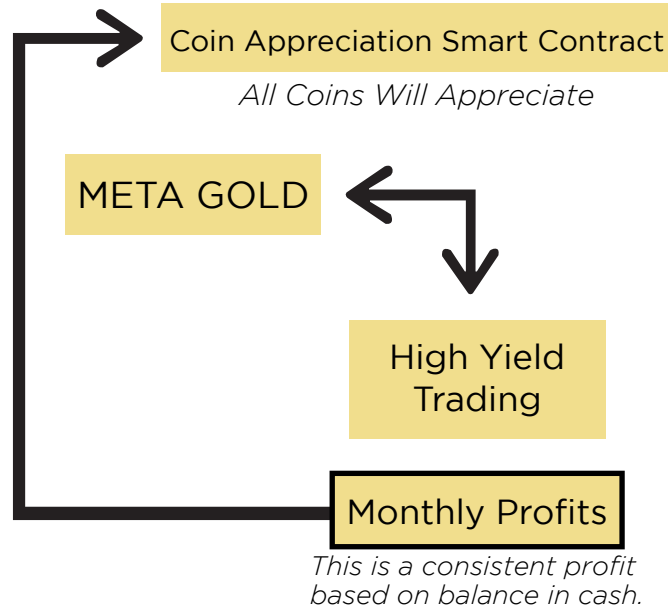 Coin Appreciation Smart Contract
All Coins Will Appreciate
META GOLD
High Yield
Trading
Monthly Profits
This is a consistent profit
based on balance in cash.